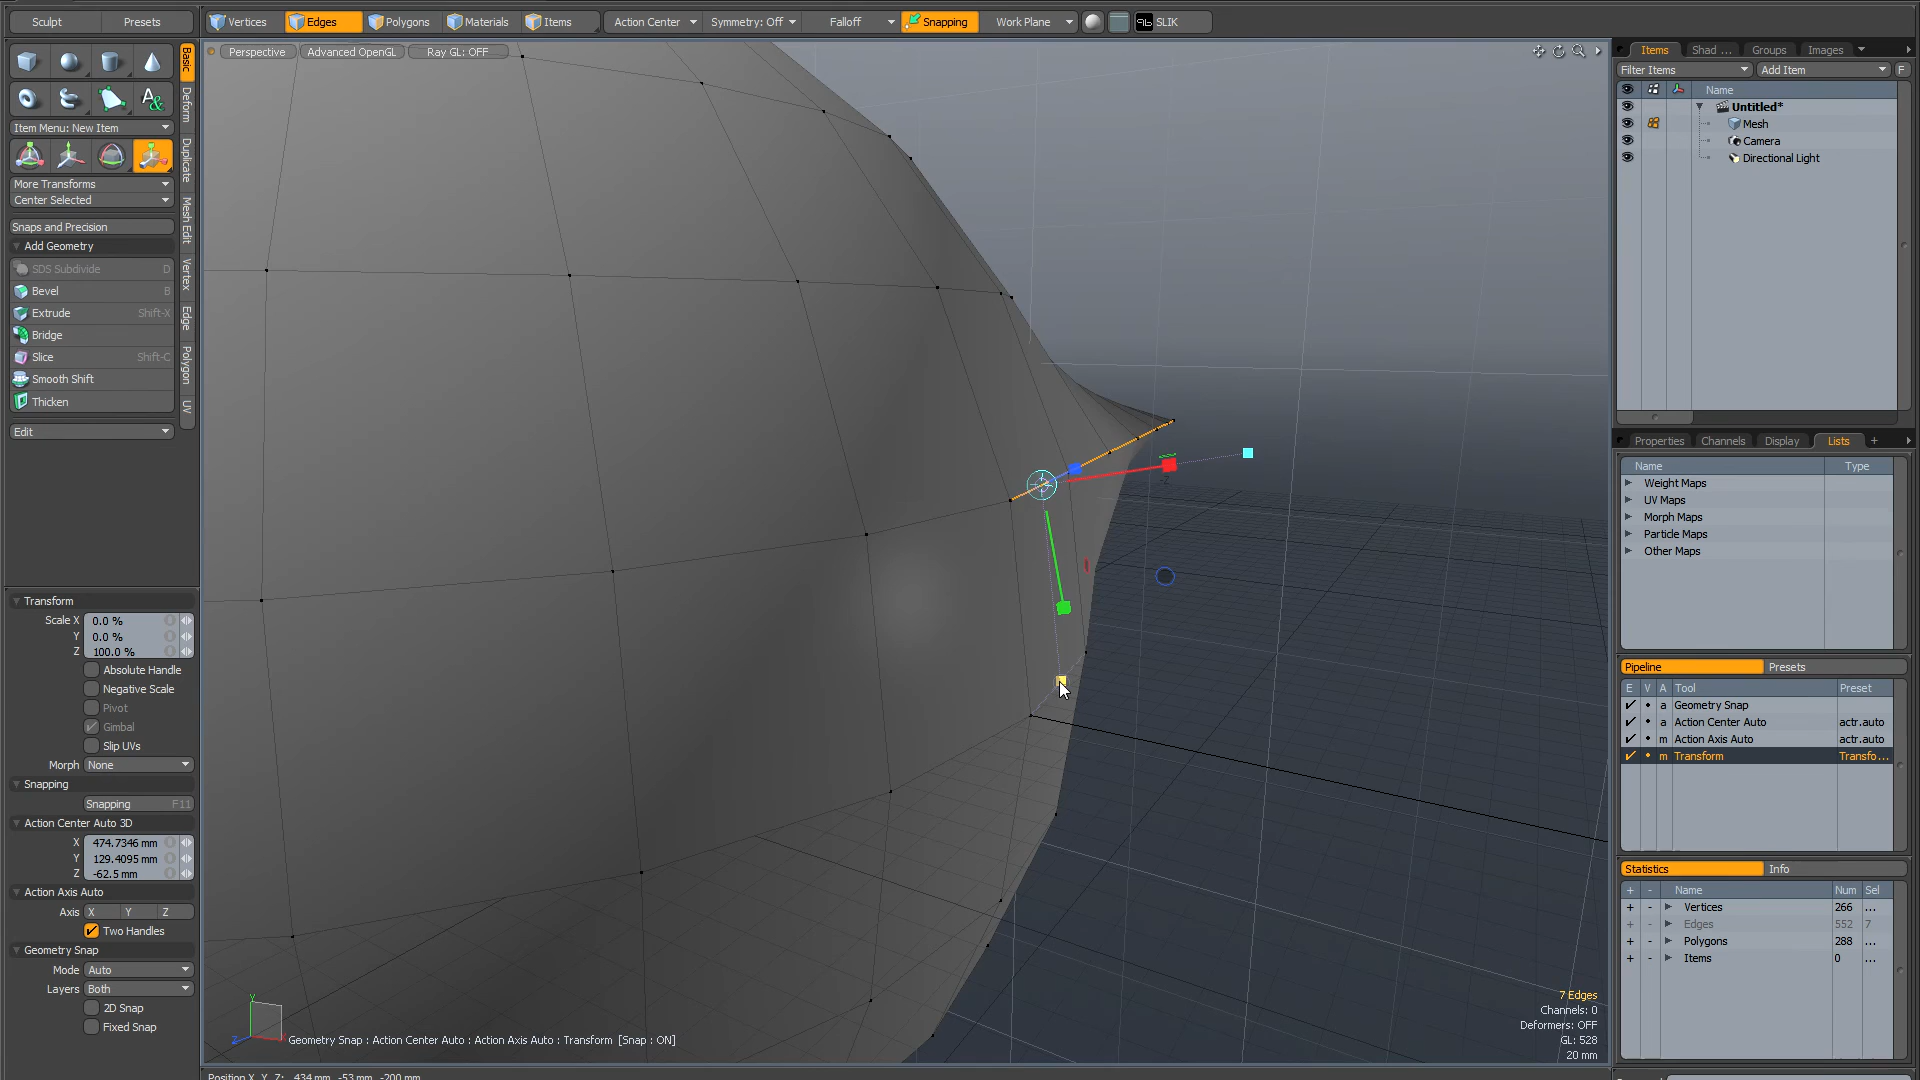 Sculpt
Presets
Vertices
Edges
Polygons
Materials
Items
Action Center
Symmetry: Off
Falloff
Snapping
Work Plane
SLIK
Perspective
Advanced OpenGL
Ray GL: OFF
Basic
Deform
Duplicate
Mesh Edit
Vertex
Edge
Polygon
UV
Item Menu: New Item
More Transforms
Center Selected
Snaps and Precision
Add Geometry
SDS Subdivide D
Bevel B
Extrude Shift-X
Bridge
Slice Shift-C
Smooth Shift
Thicken
Edit
Transform
Scale X 0.0 %
Y 0.0 %
Z 100.0 %
Absolute Handle
Negative Scale
Pivot
Gimbal
Slip UVs
Morph None
Snapping
Snapping F11
Action Center Auto 3D
X 474.7346 mm
Y 129.4095 mm
Z -62.5 mm
Action Axis Auto
Axis X Y Z
Two Handles
Geometry Snap
Mode Auto
Layers Both
2D Snap
Fixed Snap
Geometry Snap : Action Center Auto : Action Axis Auto : Transform [Snap : ON]
7 Edges
Channels: 0
Deformers: OFF
GL: 528
20 mm
Position X, Y, Z: 434 mm, -53 mm, -200 mm
Items
Shad ...
Groups
Images
Filter Items
Add Item
F
Name
Untitled*
Mesh
Camera
Directional Light
Properties
Channels
Display
Lists
+
Name Type
Weight Maps
UV Maps
Morph Maps
Particle Maps
Other Maps
Pipeline
Presets
E V A Tool Preset
a Geometry Snap
a Action Center Auto actr.auto
m Action Axis Auto actr.auto
m Transform Transfo...
Statistics
Info
+ - Name Num Sel
+ - Vertices 266 ...
+ - Edges 552 7
+ - Polygons 288 ...
+ - Items 0 ...